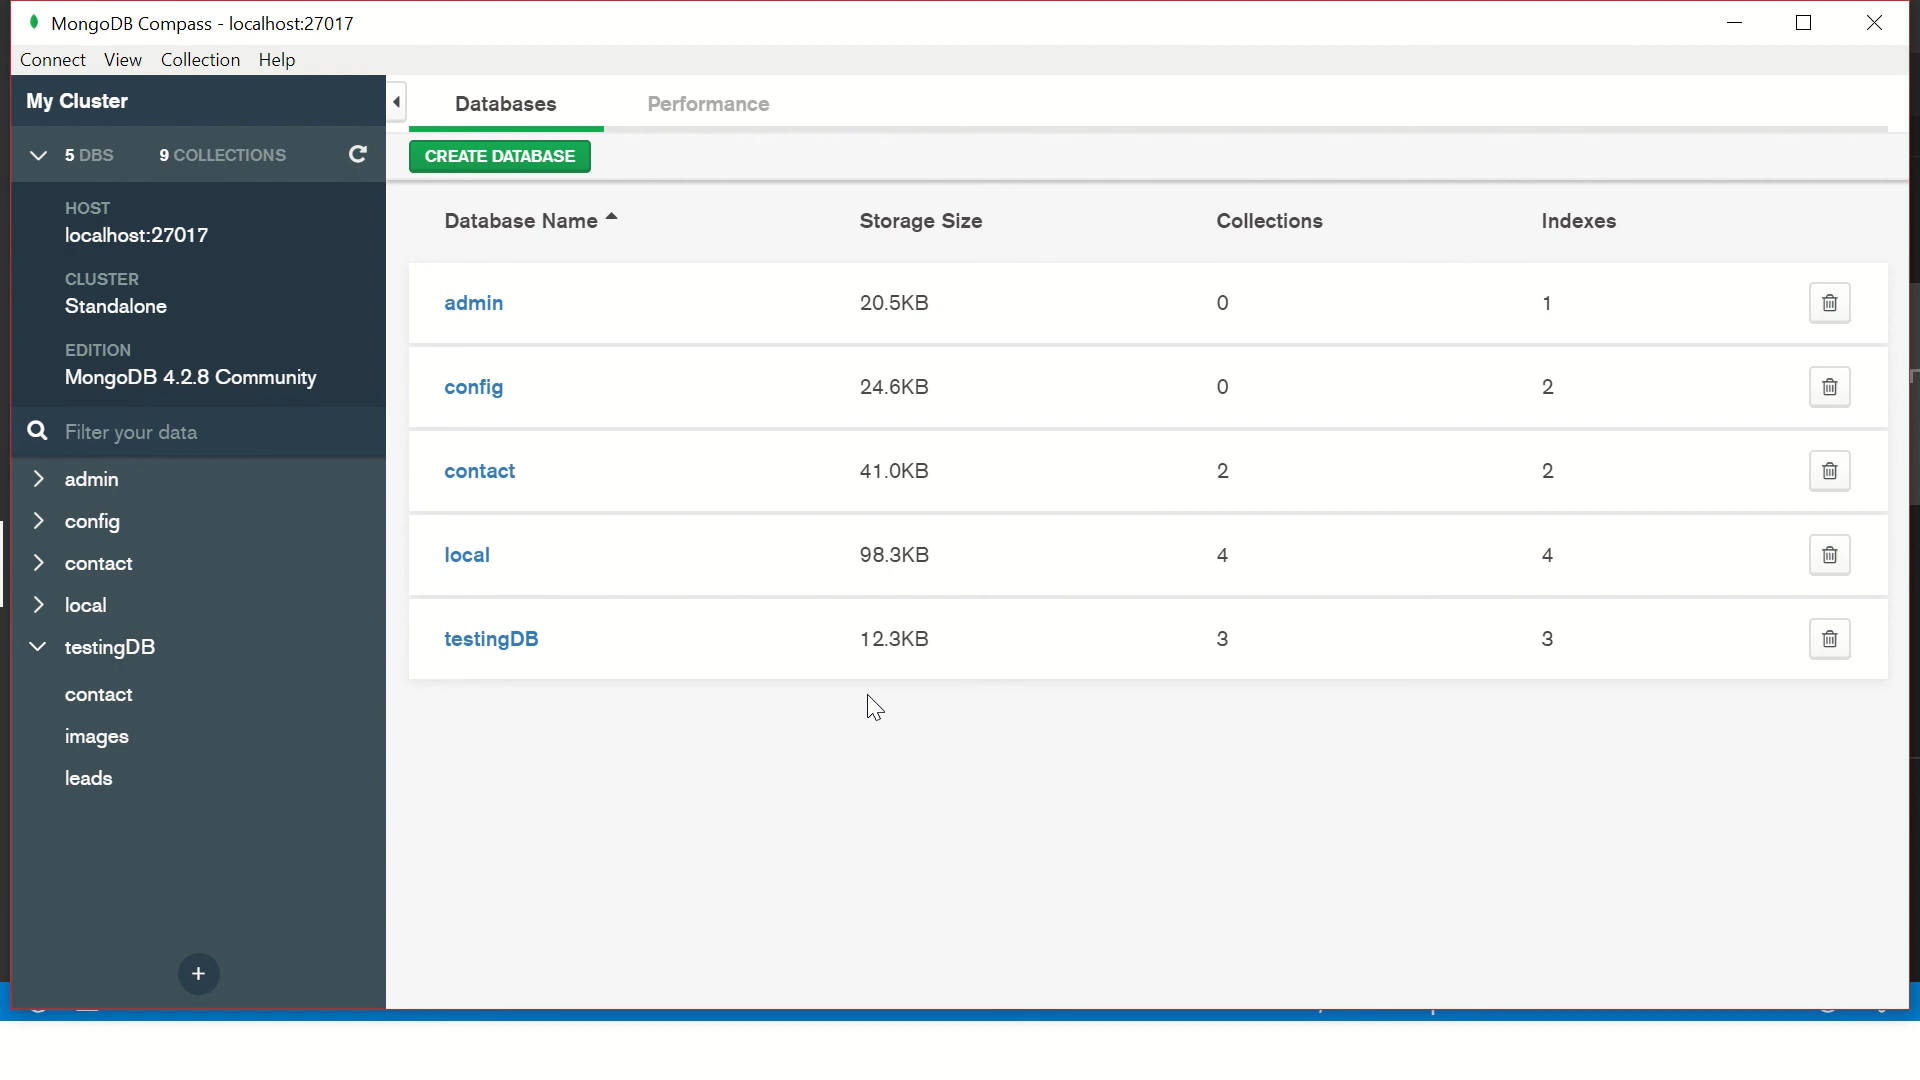 MongoDB Compass - localhost:27017
Connect View Collection Help
My Cluster
Databases Performance
5 DBS 9 COLLECTIONS
CREATE DATABASE
HOST
localhost:27017
CLUSTER
Standalone
EDITION
MongoDB 4.2.8 Community
Filter your data
admin
config
contact
local
testingDB
contact
images
leads
+
Database Name Storage Size Collections Indexes
admin 20.5KB 0 1
config 24.6KB 0 2
contact 41.0KB 2 2
local 98.3KB 4 4
testingDB 12.3KB 3 3